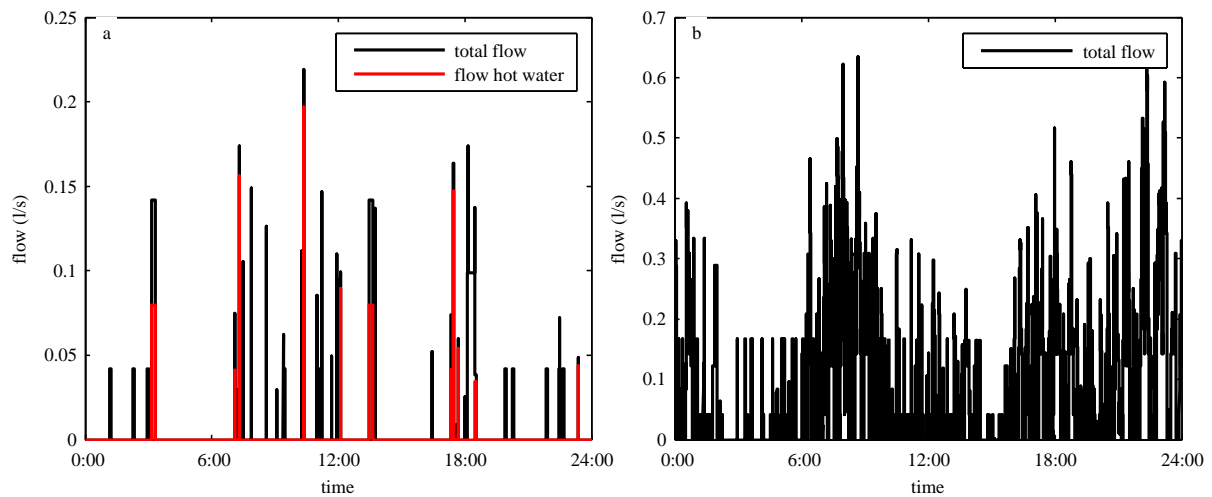 a
total flow
flow hot water
0.25
0.2
0.15
0.1
0.05
0
flow (l/s)
0:00 6:00 12:00 18:00 24:00
time
b
total flow
0.7
0.6
0.5
0.4
0.3
0.2
0.1
0
flow (l/s)
0:00 6:00 12:00 18:00 24:00
time